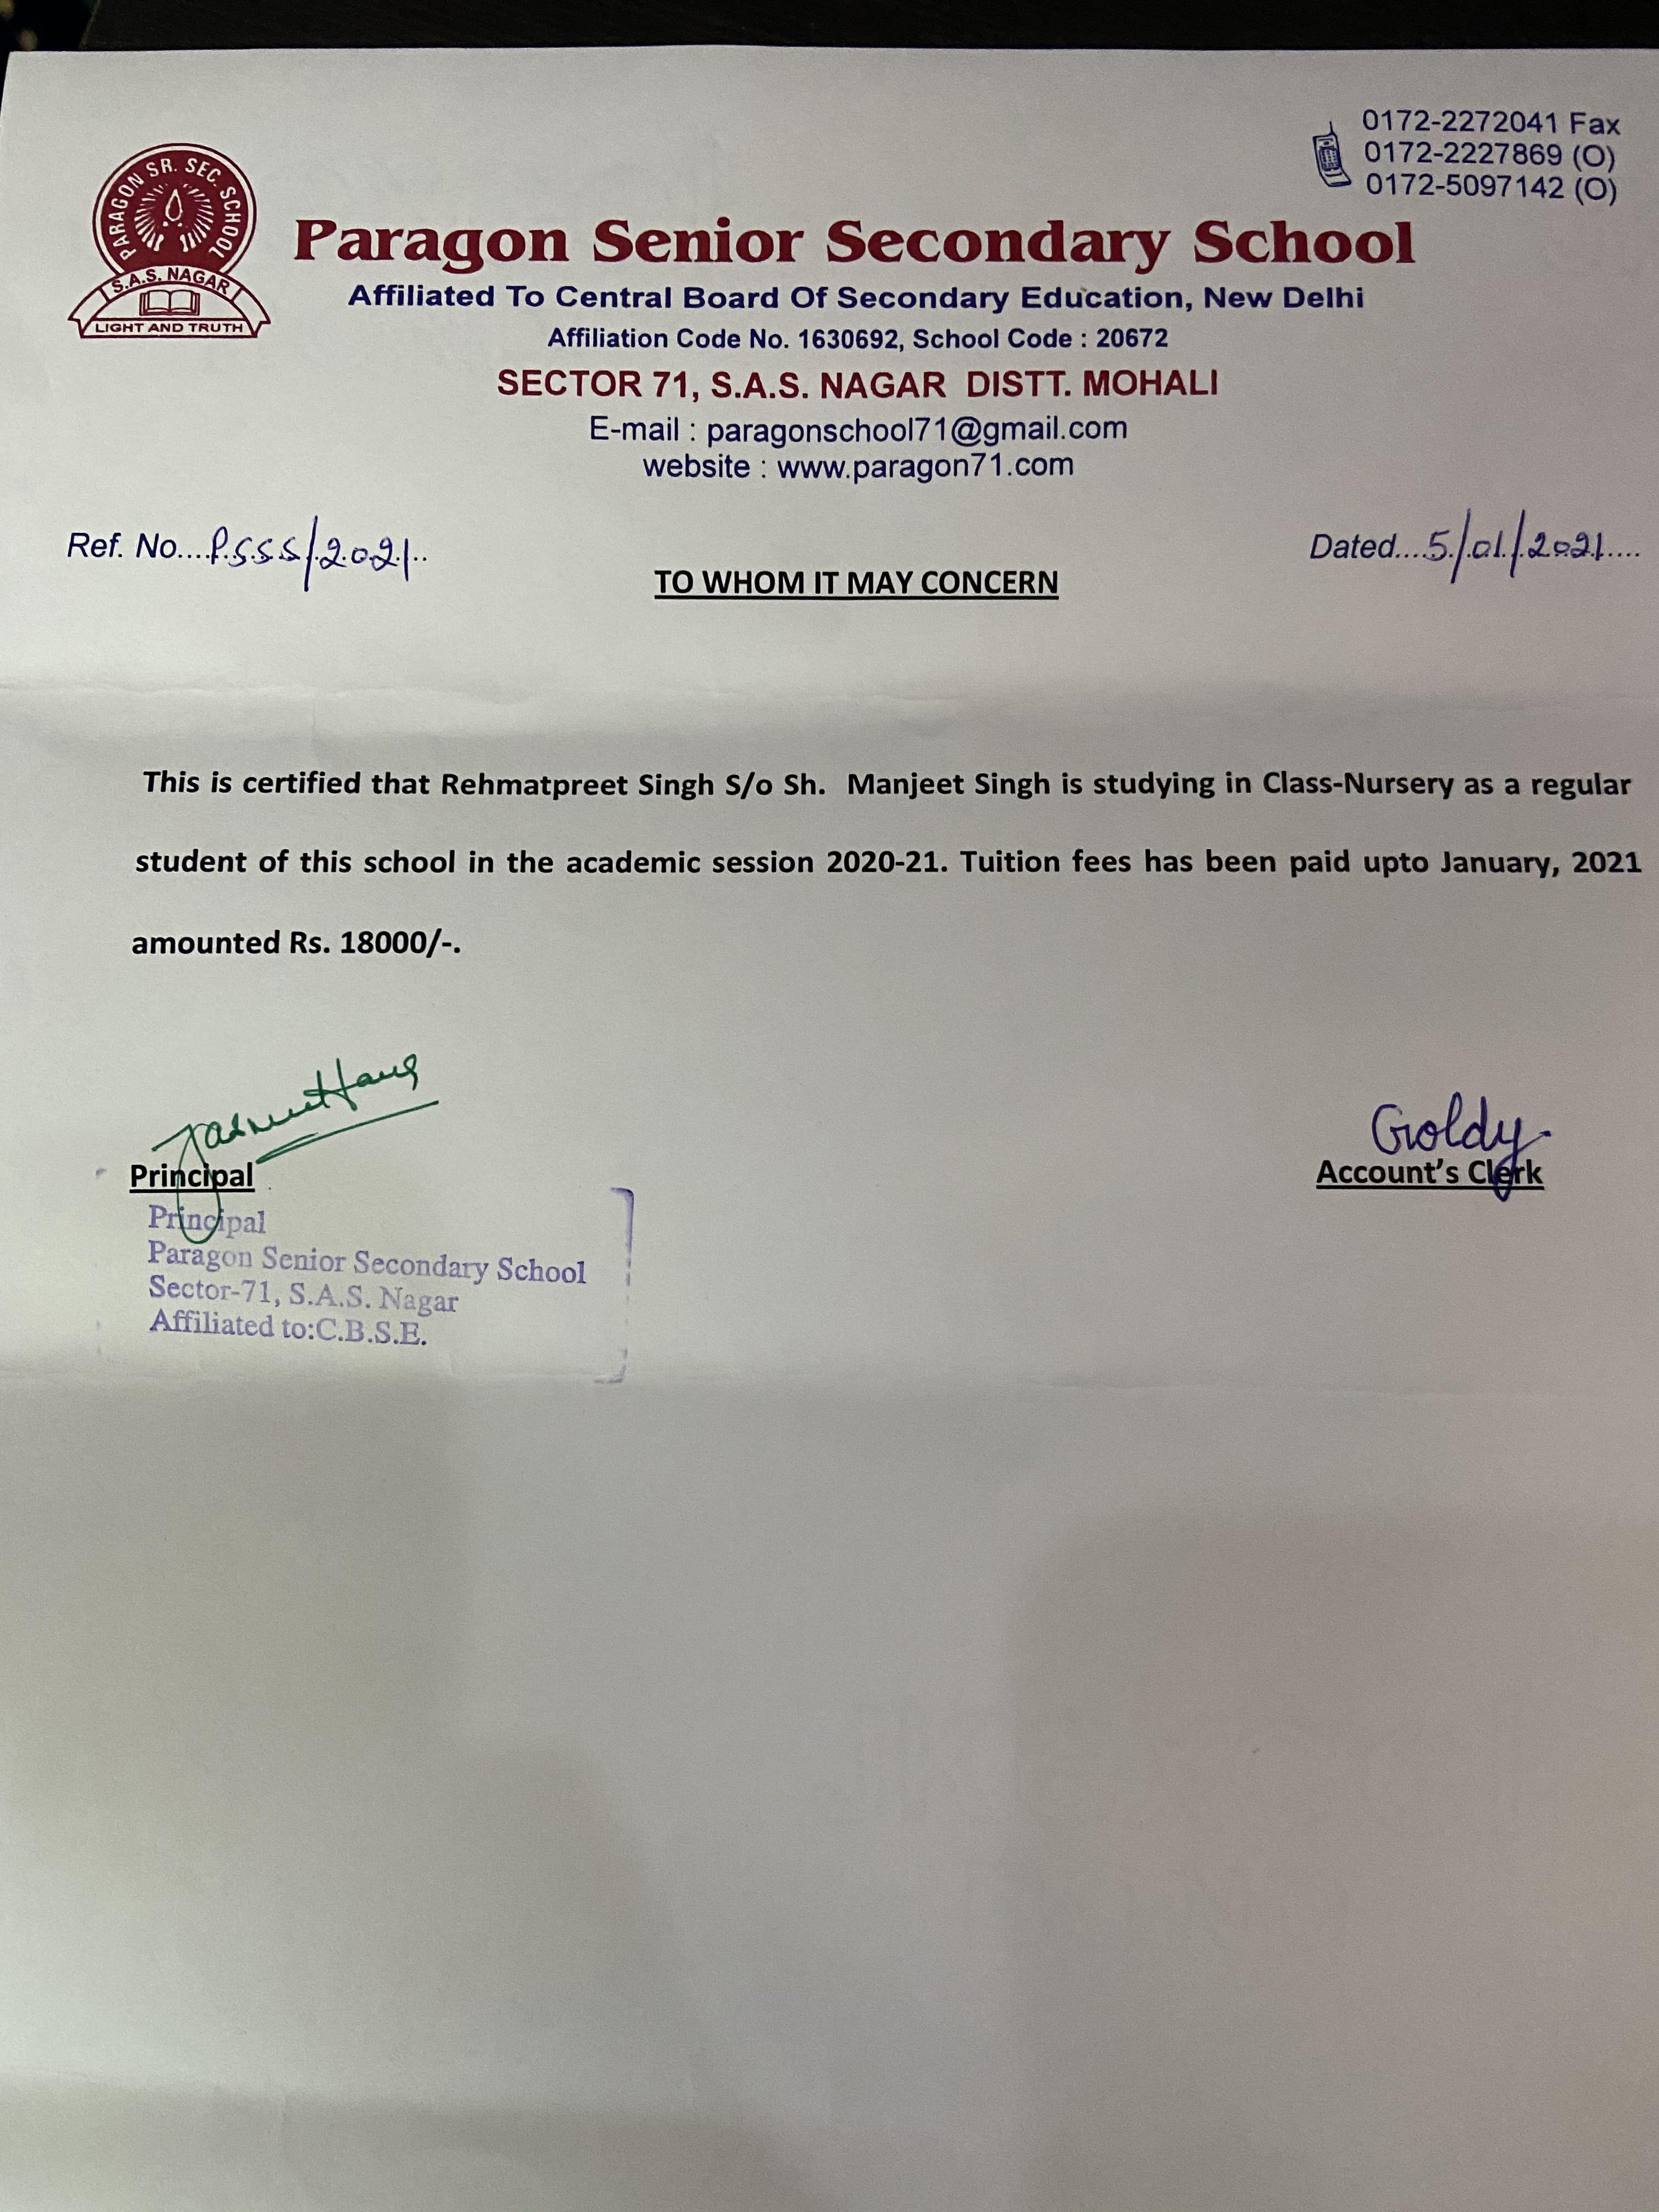 0172-2272041 Fax
0172-2227869 (O)
0172-5097142 (O)
PARAGON SR. SEC. SCHOOL
S.A.S. NAGAR
LIGHT AND TRUTH
Paragon Senior Secondary School
Affiliated To Central Board Of Secondary Education, New Delhi
Affiliation Code No. 1630692, School Code : 20672
SECTOR 71, S.A.S. NAGAR DISTT. MOHALI
E-mail : paragonschool71@gmail.com
website : www.paragon71.com
Ref. No....P.S.S.S/2021..
Dated...5/01/2021....
TO WHOM IT MAY CONCERN
This is certified that Rehmatpreet Singh S/o Sh. Manjeet Singh is studying in Class-Nursery as a regular
student of this school in the academic session 2020-21. Tuition fees has been paid upto January, 2021
amounted Rs. 18000/-.
Goldy
Principal
Account's Clerk
Principal
Paragon Senior Secondary School
Sector-71, S.A.S. Nagar
Affiliated to:C.B.S.E.